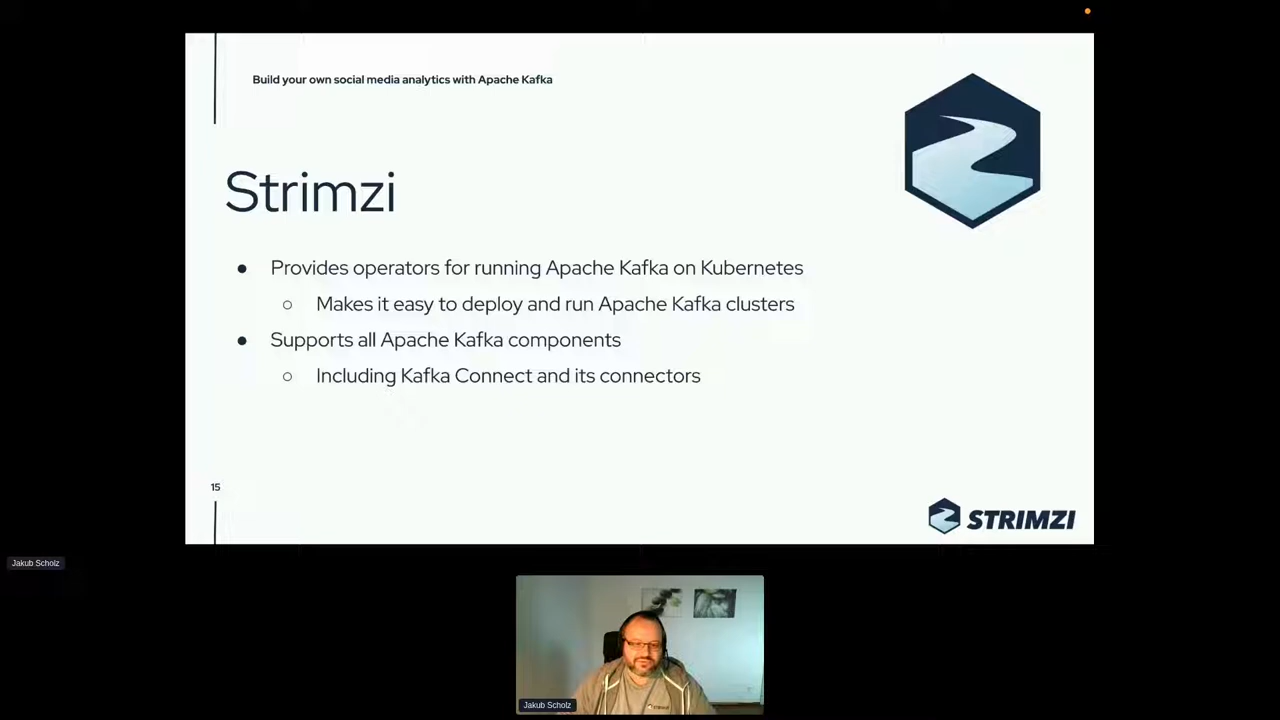 Build your own social media analytics with Apache Kafka
Strimzi
● Provides operators for running Apache Kafka on Kubernetes
○ Makes it easy to deploy and run Apache Kafka clusters
● Supports all Apache Kafka components
○ Including Kafka Connect and its connectors
15
STRIMZI
Jakub Scholz
Jakub Scholz